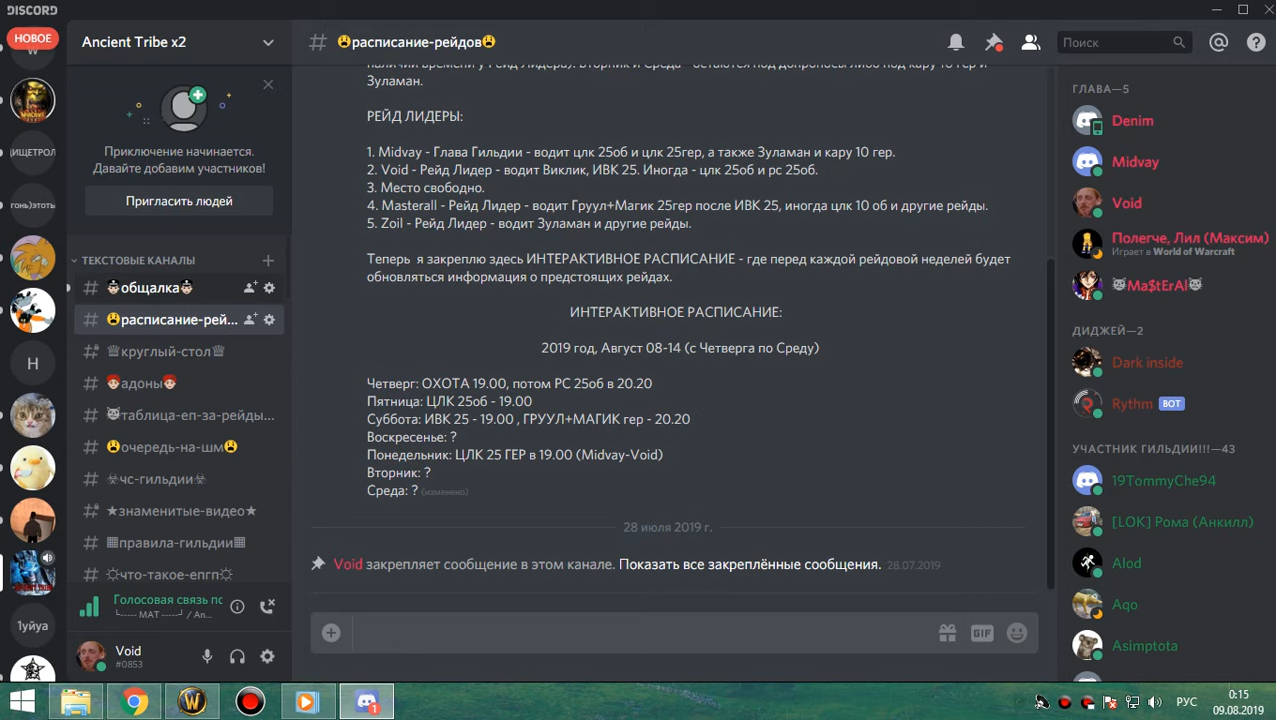 DISCORD
НОВОЕ
W
ИЩЕТРОЛ
ГОНЬ)ЭТОТЫ
Н
1уйуа
Ancient Tribe x2
Приключение начинается.
Давайте добавим участников!
Пригласить людей
ТЕКСТОВЫЕ КАНАЛЫ
общалка
расписание-рей...
♕круглый-стол♕
адоны
таблица-еп-за-рейды...
очередь-на-шм
☠чс-гильдии☠
★знаменитые-видео★
▦правила-гильдии▦
☼что-такое-епгп☼
Голосовая связь по
└----- МАТ -----┘ / An...
Void
#0853
😩расписание-рейдов😩
Поиск
Зуламан.
РЕЙД ЛИДЕРЫ:
1. Midvay - Глава Гильдии - водит цлк 25об и цлк 25гер, а также Зуламан и кару 10 гер.
2. Void - Рейд Лидер - водит Виклик, ИВК 25. Иногда - цлк 25об и рс 25об.
3. Место свободно.
4. Masterall - Рейд Лидер - водит Груул+Магик 25гер после ИВК 25, иногда цлк 10 об и другие рейды.
5. Zoil - Рейд Лидер - водит Зуламан и другие рейды.
Теперь я закреплю здесь ИНТЕРАКТИВНОЕ РАСПИСАНИЕ - где перед каждой рейдовой неделей будет
обновляться информация о предстоящих рейдах.
ИНТЕРАКТИВНОЕ РАСПИСАНИЕ:
2019 год, Август 08-14 (с Четверга по Среду)
Четверг: ОХОТА 19.00, потом РС 25об в 20.20
Пятница: ЦЛК 25об - 19.00
Суббота: ИВК 25 - 19.00 , ГРУУЛ+МАГИК гер - 20.20
Воскресенье: ?
Понедельник: ЦЛК 25 ГЕР в 19.00 (Midvay-Void)
Вторник: ?
Среда: ? (изменено)
28 июля 2019 г.
Void закрепляет сообщение в этом канале. Показать все закреплённые сообщения. 28.07.2019
GIF
ГЛАВА—5
Denim
Midvay
Void
Полегче, Лил (Максим)
Играет в World of Warcraft
Ma$tErAl
ДИДЖЕЙ—2
Dark inside
Rythm БОТ
УЧАСТНИК ГИЛЬДИИ!!!—43
19TommyChe94
[LOK] Рома (Анкилл)
Alod
Aqo
Asimptota
1
РУС
0:15
09.08.2019